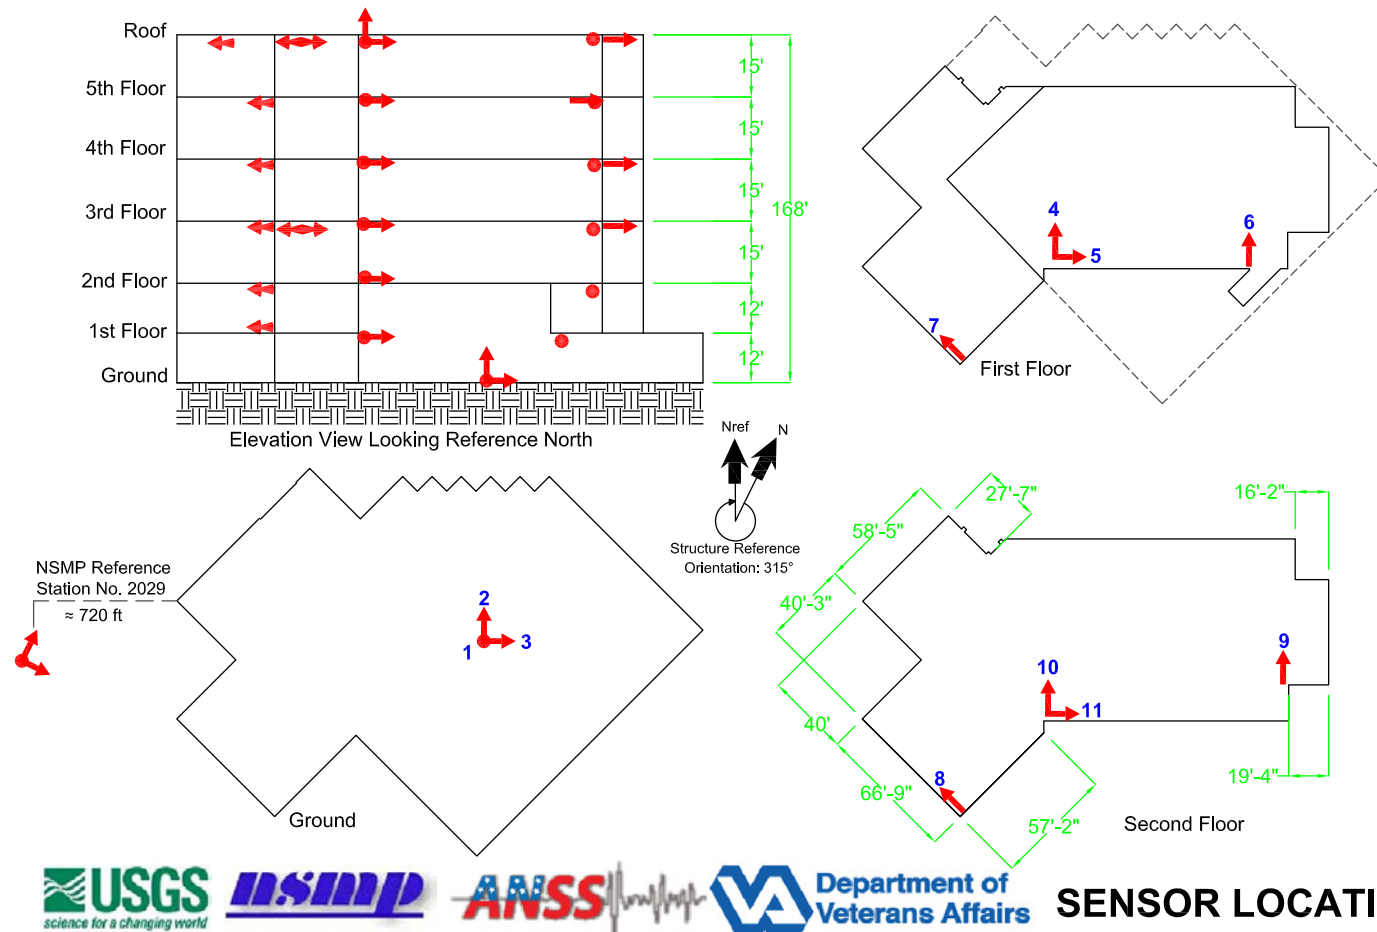 Roof
5th Floor
4th Floor
3rd Floor
2nd Floor
1st Floor
Ground
15'
15'
15'
15'
12'
12'
168'
Elevation View Looking Reference North
4
5
6
7
First Floor
Nref
N
Structure Reference
Orientation: 315°
NSMP Reference
Station No. 2029
≈ 720 ft
1
2
3
Ground
27'-7"
16'-2"
58'-5"
40'-3"
40'
66'-9"
57'-2"
19'-4"
8
9
10
11
Second Floor
USGS
science for a changing world
nsmp
ANSS
VA
Department of
Veterans Affairs
SENSOR LOCATI